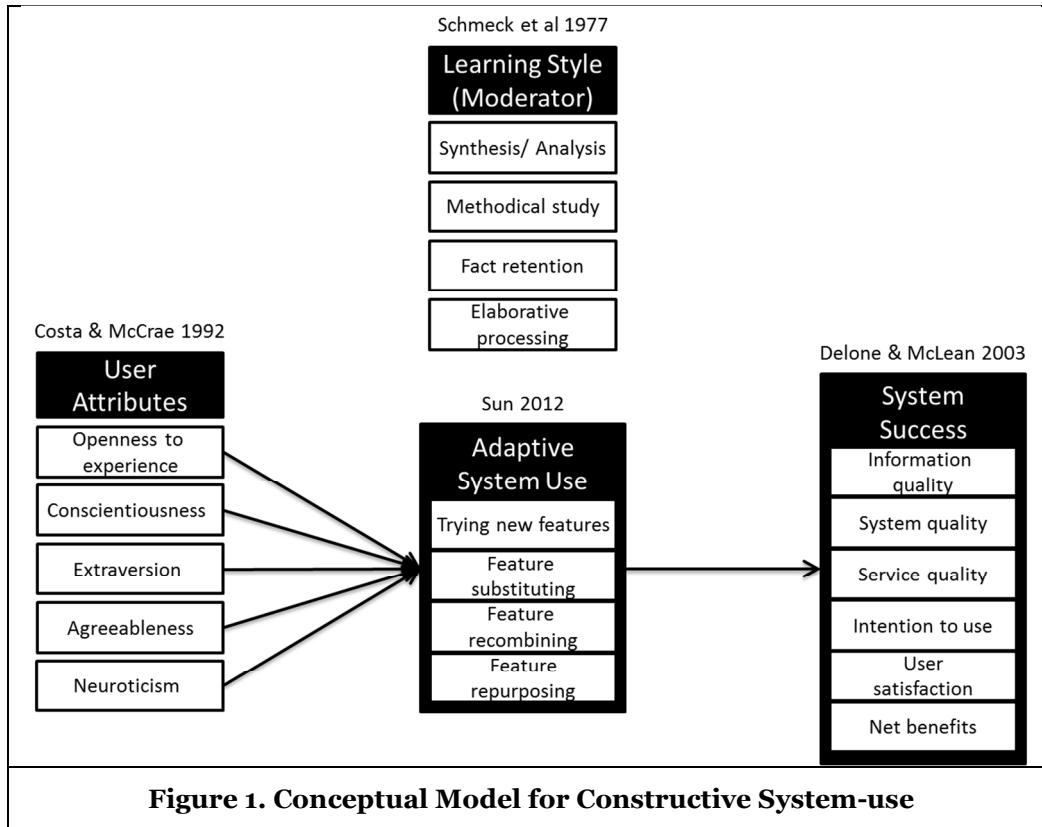 Schmeck et al 1977
Learning Style
(Moderator)
Synthesis/ Analysis
Methodical study
Fact retention
Elaborative
processing
Costa & McCrae 1992
User
Attributes
Openness to
experience
Conscientiousness
Extraversion
Agreeableness
Neuroticism
Sun 2012
Adaptive
System Use
Trying new features
Feature
substituting
Feature
recombining
Feature
repurposing
Delone & McLean 2003
System
Success
Information
quality
System quality
Service quality
Intention to use
User
satisfaction
Net benefits
Figure 1. Conceptual Model for Constructive System-use